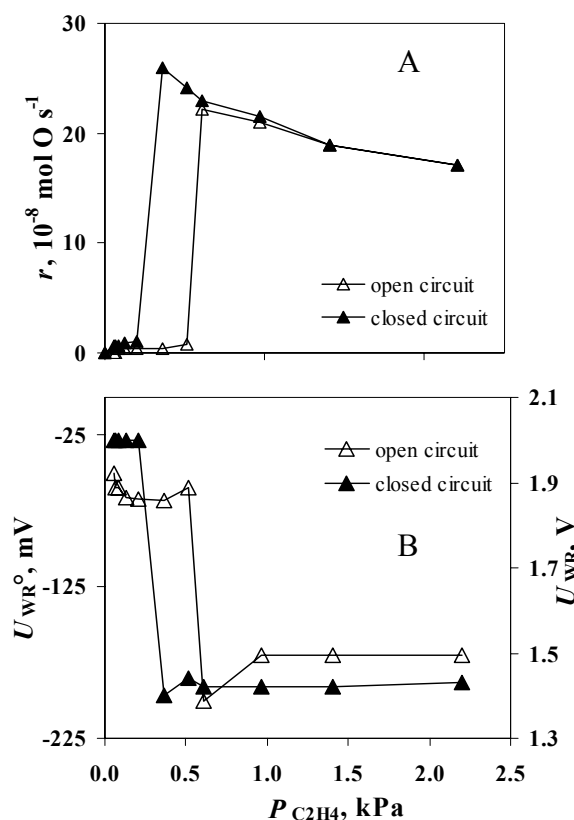 30
20
10
0
r, 10⁻⁸ mol O s⁻¹
A
open circuit
closed circuit
-25
-125
-225
U_WR°, mV
2.1
1.9
1.7
1.5
1.3
U_WR, V
open circuit
closed circuit
B
0.0 0.5 1.0 1.5 2.0 2.5
P_C2H4, kPa